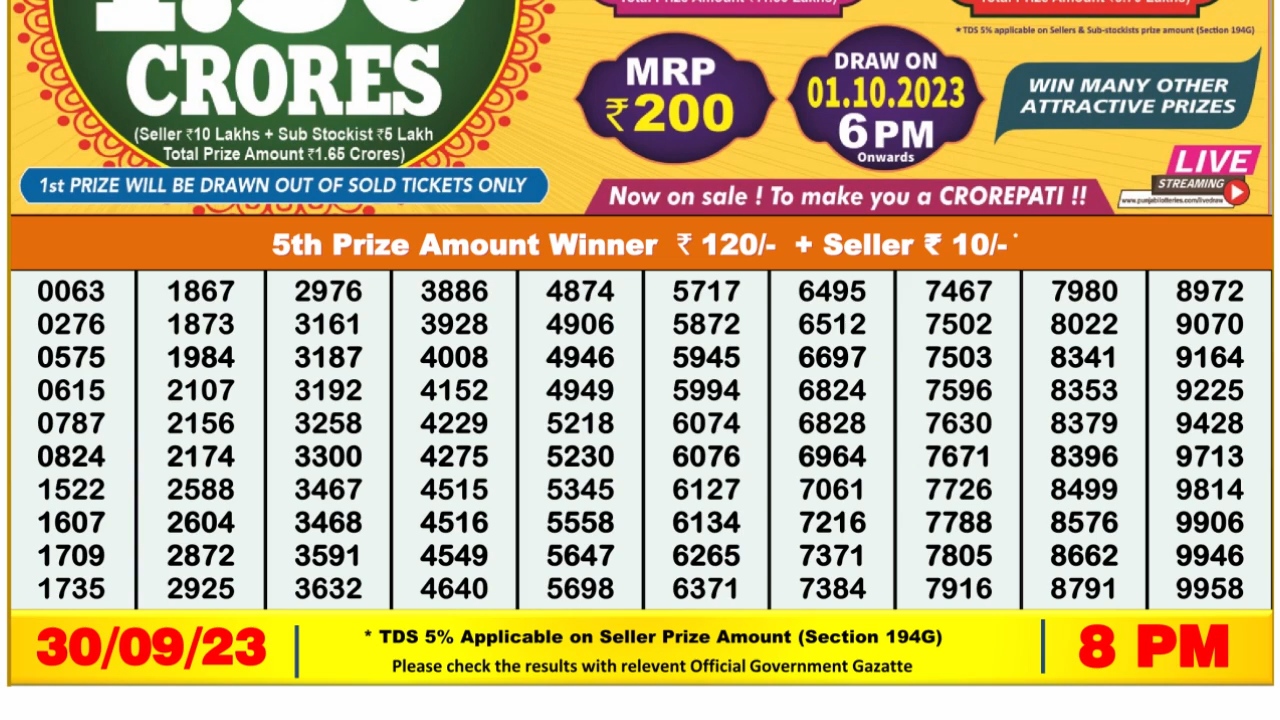 CRORES
(Seller ₹10 Lakhs + Sub Stockist ₹5 Lakh
Total Prize Amount ₹1.65 Crores)
1st PRIZE WILL BE DRAWN OUT OF SOLD TICKETS ONLY
*TDS 5% applicable on Sellers & Sub-stockists prize amount (Section 194G)
MRP
₹200
DRAW ON
01.10.2023
6 PM
Onwards
WIN MANY OTHER
ATTRACTIVE PRIZES
Now on sale ! To make you a CROREPATI !!
LIVE
STREAMING
www.punjablotteries.com/livedraw
5th Prize Amount Winner ₹ 120/- + Seller ₹ 10/- *
0063 1867 2976 3886 4874 5717 6495 7467 7980 8972
0276 1873 3161 3928 4906 5872 6512 7502 8022 9070
0575 1984 3187 4008 4946 5945 6697 7503 8341 9164
0615 2107 3192 4152 4949 5994 6824 7596 8353 9225
0787 2156 3258 4229 5218 6074 6828 7630 8379 9428
0824 2174 3300 4275 5230 6076 6964 7671 8396 9713
1522 2588 3467 4515 5345 6127 7061 7726 8499 9814
1607 2604 3468 4516 5558 6134 7216 7788 8576 9906
1709 2872 3591 4549 5647 6265 7371 7805 8662 9946
1735 2925 3632 4640 5698 6371 7384 7916 8791 9958
30/09/23
* TDS 5% Applicable on Seller Prize Amount (Section 194G)
Please check the results with relevent Official Government Gazatte
8 PM